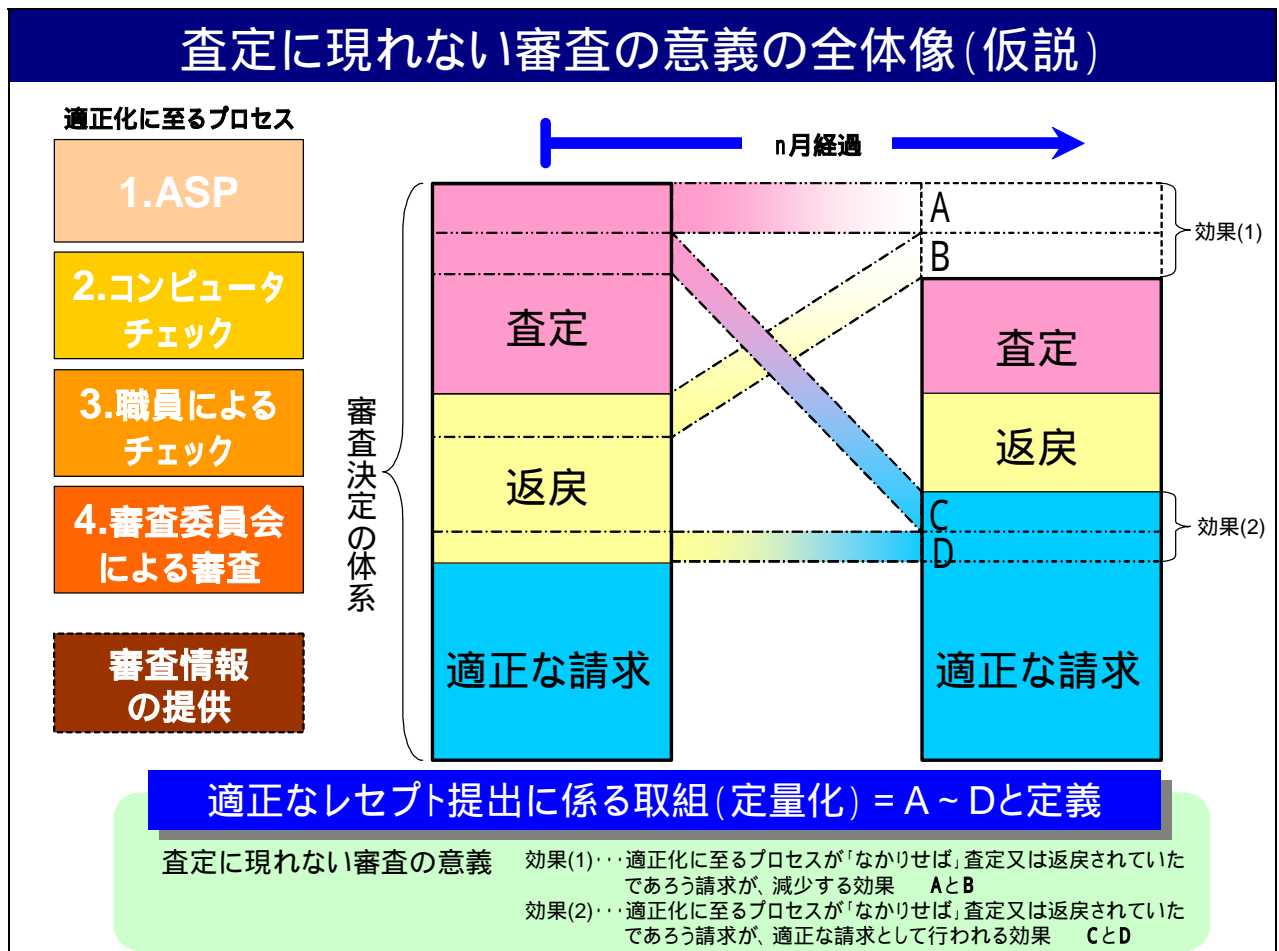 査定に現れない審査の意義の全体像(仮説)
適正化に至るプロセス
1.ASP
2.コンピュータ
チェック
3.職員による
チェック
4.審査委員会
による審査
審査情報
の提供
n月経過
審査決定の体系
査定
返戻
適正な請求
A
B
査定
返戻
C
D
適正な請求
効果(1)
効果(2)
適正なレセプト提出に係る取組(定量化)=A~Dと定義
査定に現れない審査の意義
効果(1)･･･適正化に至るプロセスが「なかりせば」査定又は返戻されていた
であろう請求が、減少する効果 AとB
効果(2)･･･適正化に至るプロセスが「なかりせば」査定又は返戻されていた
であろう請求が、適正な請求として行われる効果 CとD